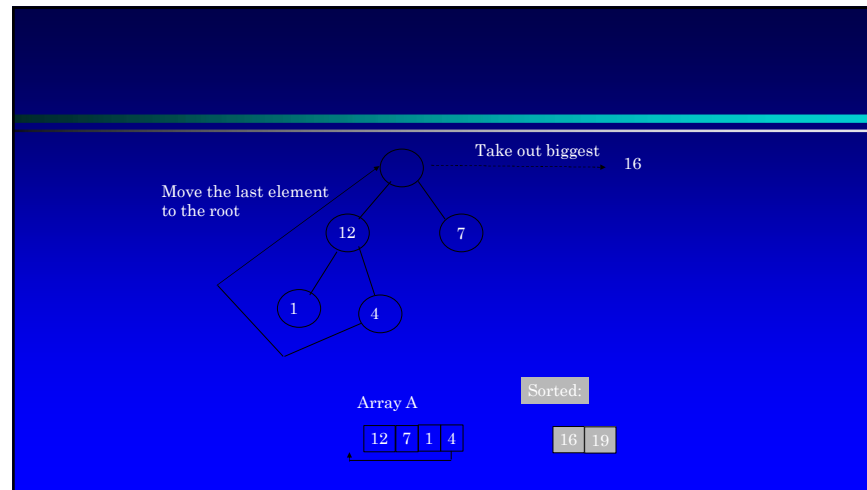 Take out biggest
16
Move the last element
to the root
12
7
1
4
Sorted:
Array A
12 7 1 4
16 19